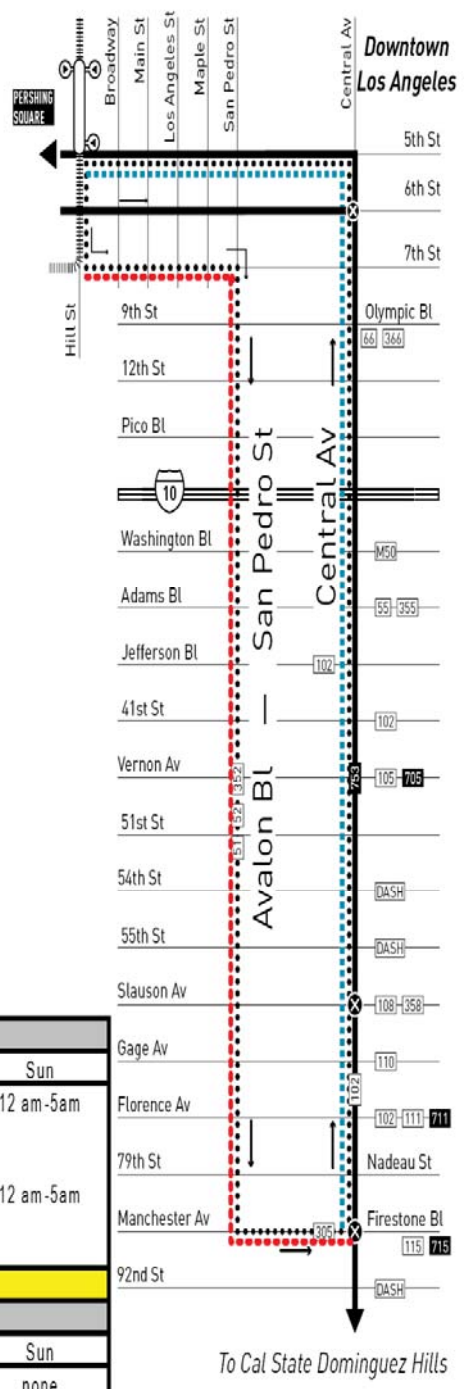 Broadway
Main St
Los Angeles St
Maple St
San Pedro St
Central Av
Downtown
Los Angeles
PERSHING
SQUARE
5th St
6th St
7th St
Hill St
9th St
Olympic Bl
66 366
12th St
Pico Bl
10
San Pedro St
Central Av
Washington Bl
M50
Adams Bl
55 355
Jefferson Bl
102
41st St
102
Vernon Av
352
753
105 705
Avalon Bl —
52
51st St
51
54th St
DASH
55th St
DASH
Slauson Av
X
108 358
Gage Av
110
102
Florence Av
102 111 711
79th St
Nadeau St
Manchester Av
305
X
Firestone Bl
115 715
92nd St
DASH
To Cal State Dominguez Hills
Sun
12 am-5am
12 am-5am
Sun
none